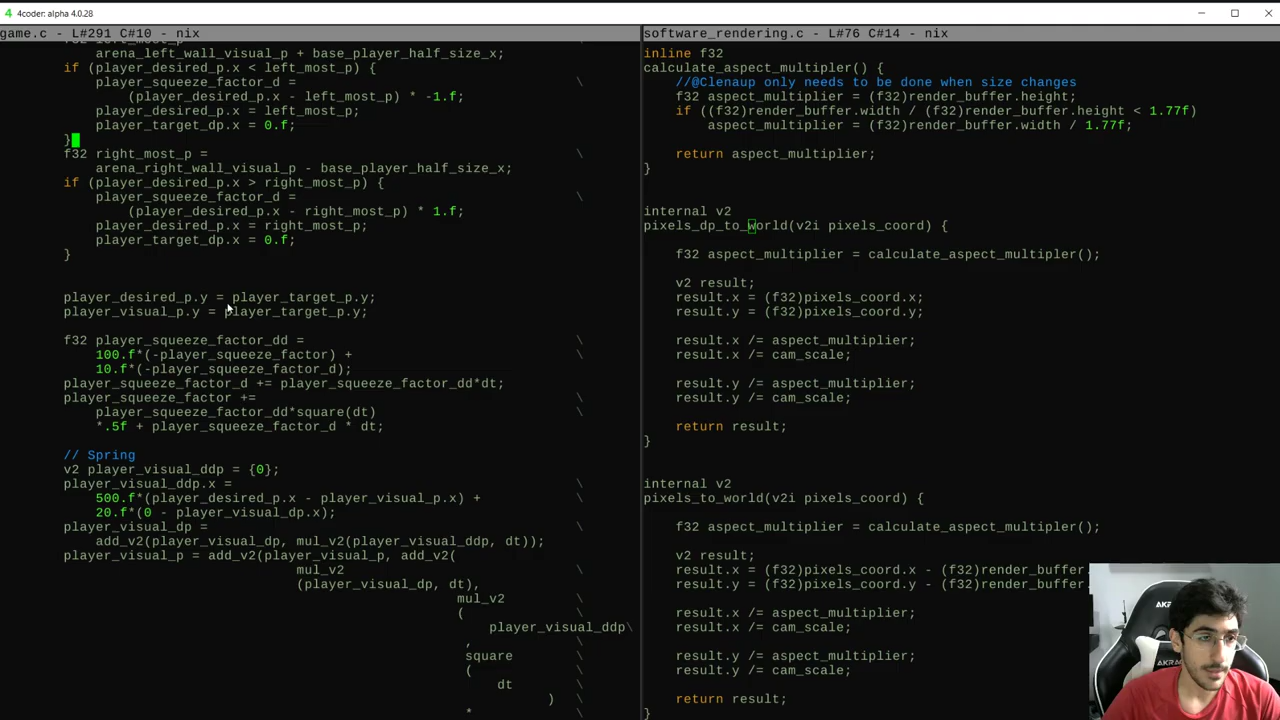 4coder: alpha 4.0.28
game.c - L#291 C#10 - nix
f32 left_most_p =
arena_left_wall_visual_p + base_player_half_size_x;
if (player_desired_p.x < left_most_p) {
player_squeeze_factor_d = \
(player_desired_p.x - left_most_p) * -1.f;
player_desired_p.x = left_most_p;
player_target_dp.x = 0.f;
}
f32 right_most_p = \
arena_right_wall_visual_p - base_player_half_size_x;
if (player_desired_p.x > right_most_p) {
player_squeeze_factor_d = \
(player_desired_p.x - right_most_p) * 1.f;
player_desired_p.x = right_most_p;
player_target_dp.x = 0.f;
}
player_desired_p.y = player_target_p.y;
player_visual_p.y = player_target_p.y;
f32 player_squeeze_factor_dd = \
100.f*(-player_squeeze_factor) + \
10.f*(-player_squeeze_factor_d);
player_squeeze_factor_d += player_squeeze_factor_dd*dt;
player_squeeze_factor += \
player_squeeze_factor_dd*square(dt) \
*.5f + player_squeeze_factor_d * dt;
// Spring
v2 player_visual_ddp = {0};
player_visual_ddp.x = \
500.f*(player_desired_p.x - player_visual_p.x) + \
20.f*(0 - player_visual_dp.x);
player_visual_dp = \
add_v2(player_visual_dp, mul_v2(player_visual_ddp, dt));
player_visual_p = add_v2(player_visual_p, add_v2( \
mul_v2 \
(player_visual_dp, dt), \
mul_v2 \
( \
player_visual_ddp\
, \
square \
( \
dt \
) \
* \
software_rendering.c - L#76 C#14 - nix
inline f32
calculate_aspect_multipler() {
//@Clenaup only needs to be done when size changes
f32 aspect_multiplier = (f32)render_buffer.height;
if ((f32)render_buffer.width / (f32)render_buffer.height < 1.77f)
aspect_multiplier = (f32)render_buffer.width / 1.77f;
return aspect_multiplier;
}
internal v2
pixels_dp_to_world(v2i pixels_coord) {
f32 aspect_multiplier = calculate_aspect_multipler();
v2 result;
result.x = (f32)pixels_coord.x;
result.y = (f32)pixels_coord.y;
result.x /= aspect_multiplier;
result.x /= cam_scale;
result.y /= aspect_multiplier;
result.y /= cam_scale;
return result;
}
internal v2
pixels_to_world(v2i pixels_coord) {
f32 aspect_multiplier = calculate_aspect_multipler();
v2 result;
result.x = (f32)pixels_coord.x - (f32)render_buffer.
result.y = (f32)pixels_coord.y - (f32)render_buffer.
result.x /= aspect_multiplier;
result.x /= cam_scale;
result.y /= aspect_multiplier;
result.y /= cam_scale;
return result;
}